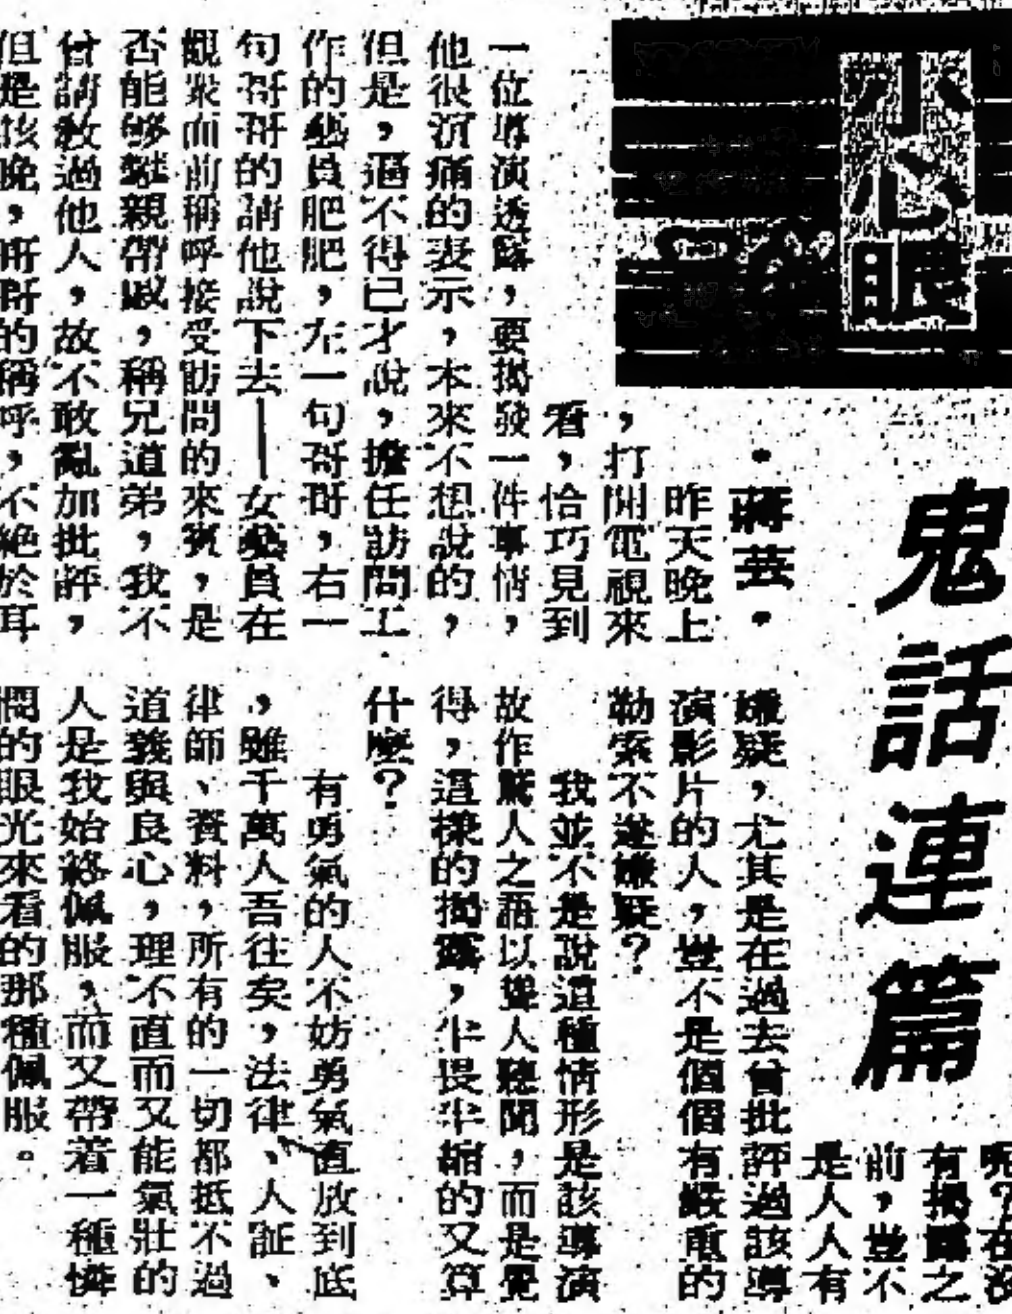 小心眼
鬼話連篇
·蔣芸·
昨天晚上
，打開電視來
看，恰巧見到
一位導演透露，要揭發一件事情，
他很沉痛的表示，本來不想說的，
但是，逼不得已才說，擔任訪問工
作的藝員肥肥，左一句哥哥，右一
句哥哥的請他說下去——女藝員在
觀衆面前稱呼接受訪問的來賓，是
否能够攀親帶戚，稱兄道弟，我不
曾請教過他人，故不敢亂加批評，
但是該晚，哥哥的稱呼，不絕於耳
呢？在沒
有揭露之
前，豈不
是人人有
嫌疑，尤其是在過去曾批評過該導
演影片的人，豈不是個個有嚴重的
勒索不遂嫌疑？
我並不是說這種情形是該導演
故作驚人之語以聳人聽聞，而是覺
得，這樣的揭露，半畏半縮的又算
什麼？
有勇氣的人不妨勇氣直放到底
，雖千萬人吾往矣，法律、人証、
律師、資料，所有的一切都抵不過
道義與良心，理不直而又能氣壯的
人是我始終佩服，而又帶着一種憐
憫的眼光來看的那種佩服。